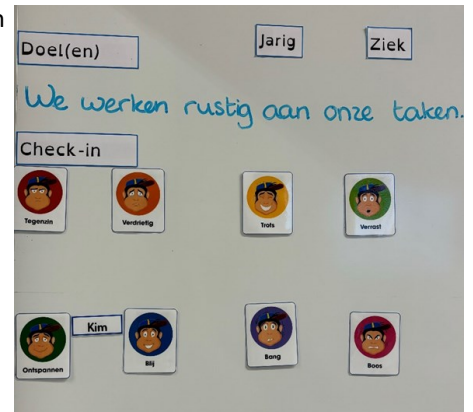 n
Jarig
Ziek
Doel(en)
We werken rustig aan onze taken.
Check-in
Tegenzin
Verdrietig
Trots
Verrast
Kim
Ontspannen
Blij
Bang
Boos